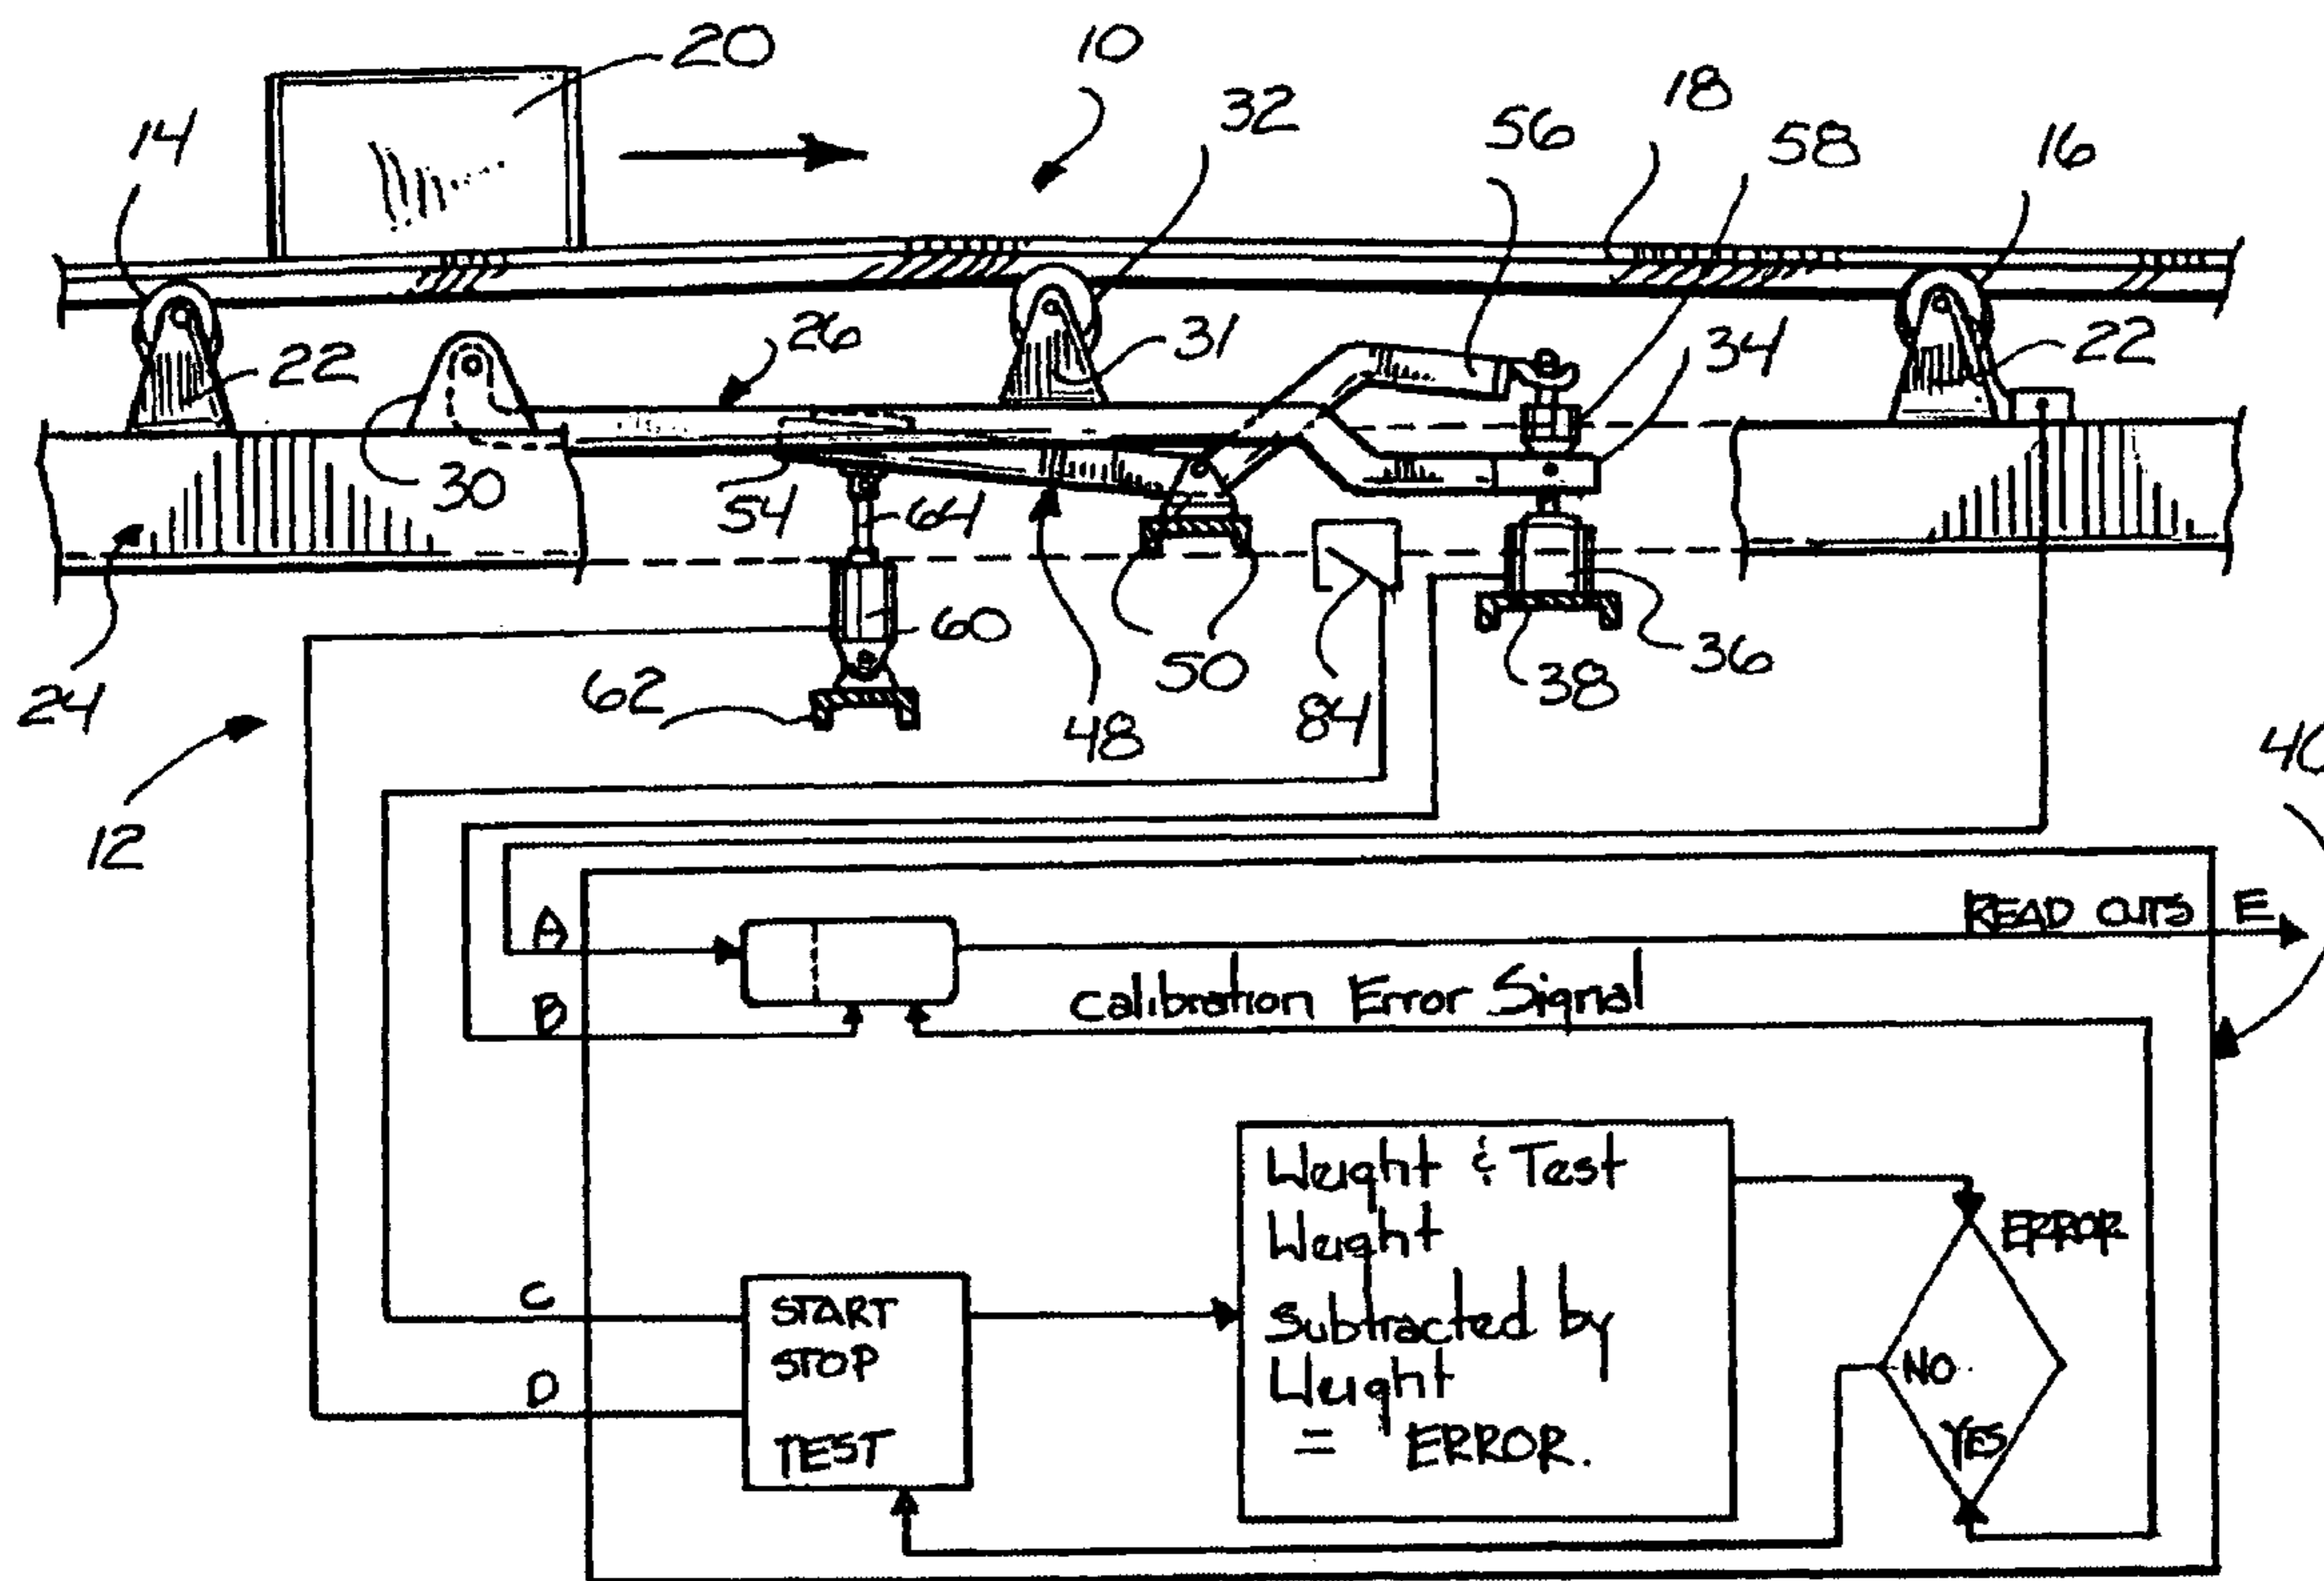 20
10
14
32
56
18
58
16
22
26
31
34
22
30
54
64
60
24
62
48
50
84
38
36
12
40
A
READ OUTS E
B
Calibration Error Signal
Weight & Test
Weight
Subtracted by
Weight
= ERROR.
ERROR
NO
YES
C
START
STOP
D
TEST